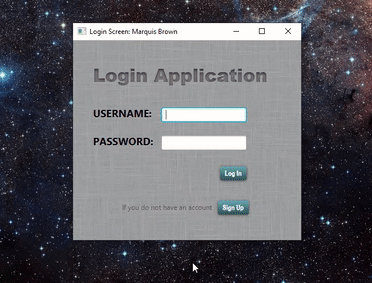 Login Screen: Marquis Brown
Login Application
USERNAME:
PASSWORD:
Log In
If you do not have an account Sign Up